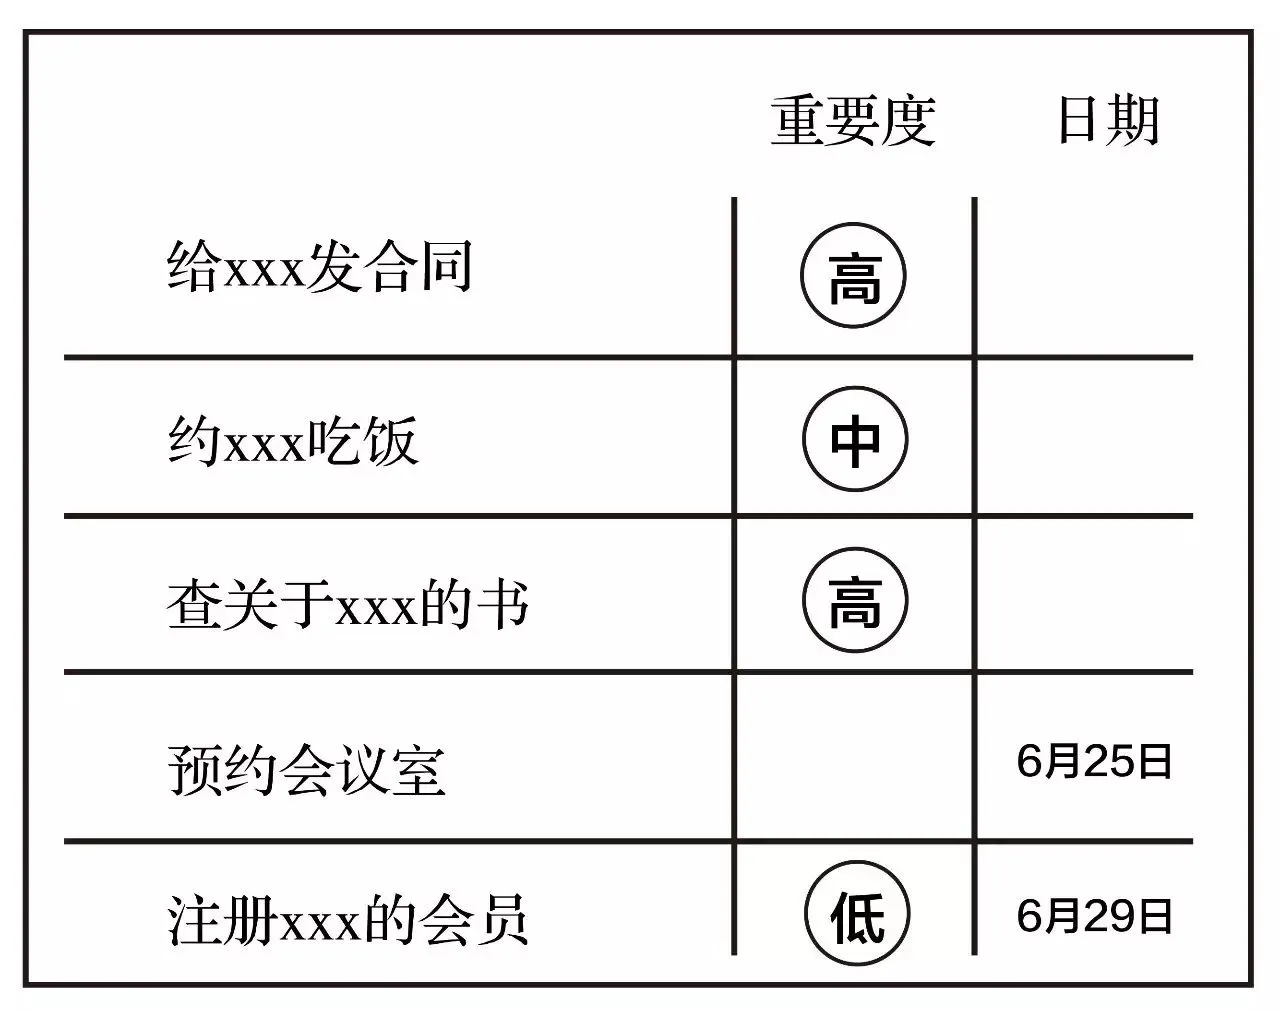 重要度 日期
给xxx发合同 高
约xxx吃饭 中
查关于xxx的书 高
预约会议室 6月25日
注册xxx的会员 低 6月29日